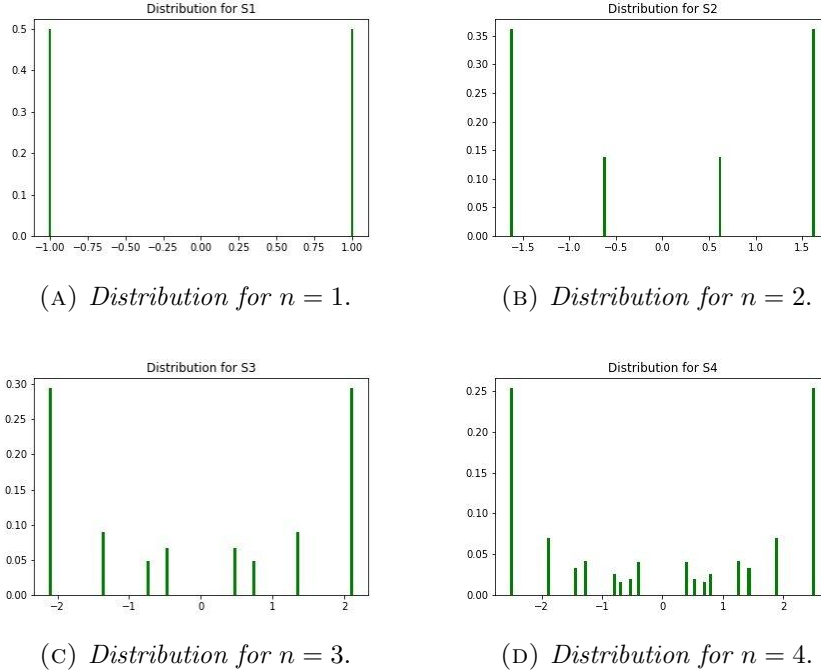 Distribution for S1
0.5
0.4
0.3
0.2
0.1
0.0
−1.00 −0.75 −0.50 −0.25 0.00 0.25 0.50 0.75 1.00
(A) Distribution for n = 1.
Distribution for S2
0.35
0.30
0.25
0.20
0.15
0.10
0.05
0.00
−1.5 −1.0 −0.5 0.0 0.5 1.0 1.5
(B) Distribution for n = 2.
Distribution for S3
0.30
0.25
0.20
0.15
0.10
0.05
0.00
−2 −1 0 1 2
(C) Distribution for n = 3.
Distribution for S4
0.25
0.20
0.15
0.10
0.05
0.00
−2 −1 0 1 2
(D) Distribution for n = 4.